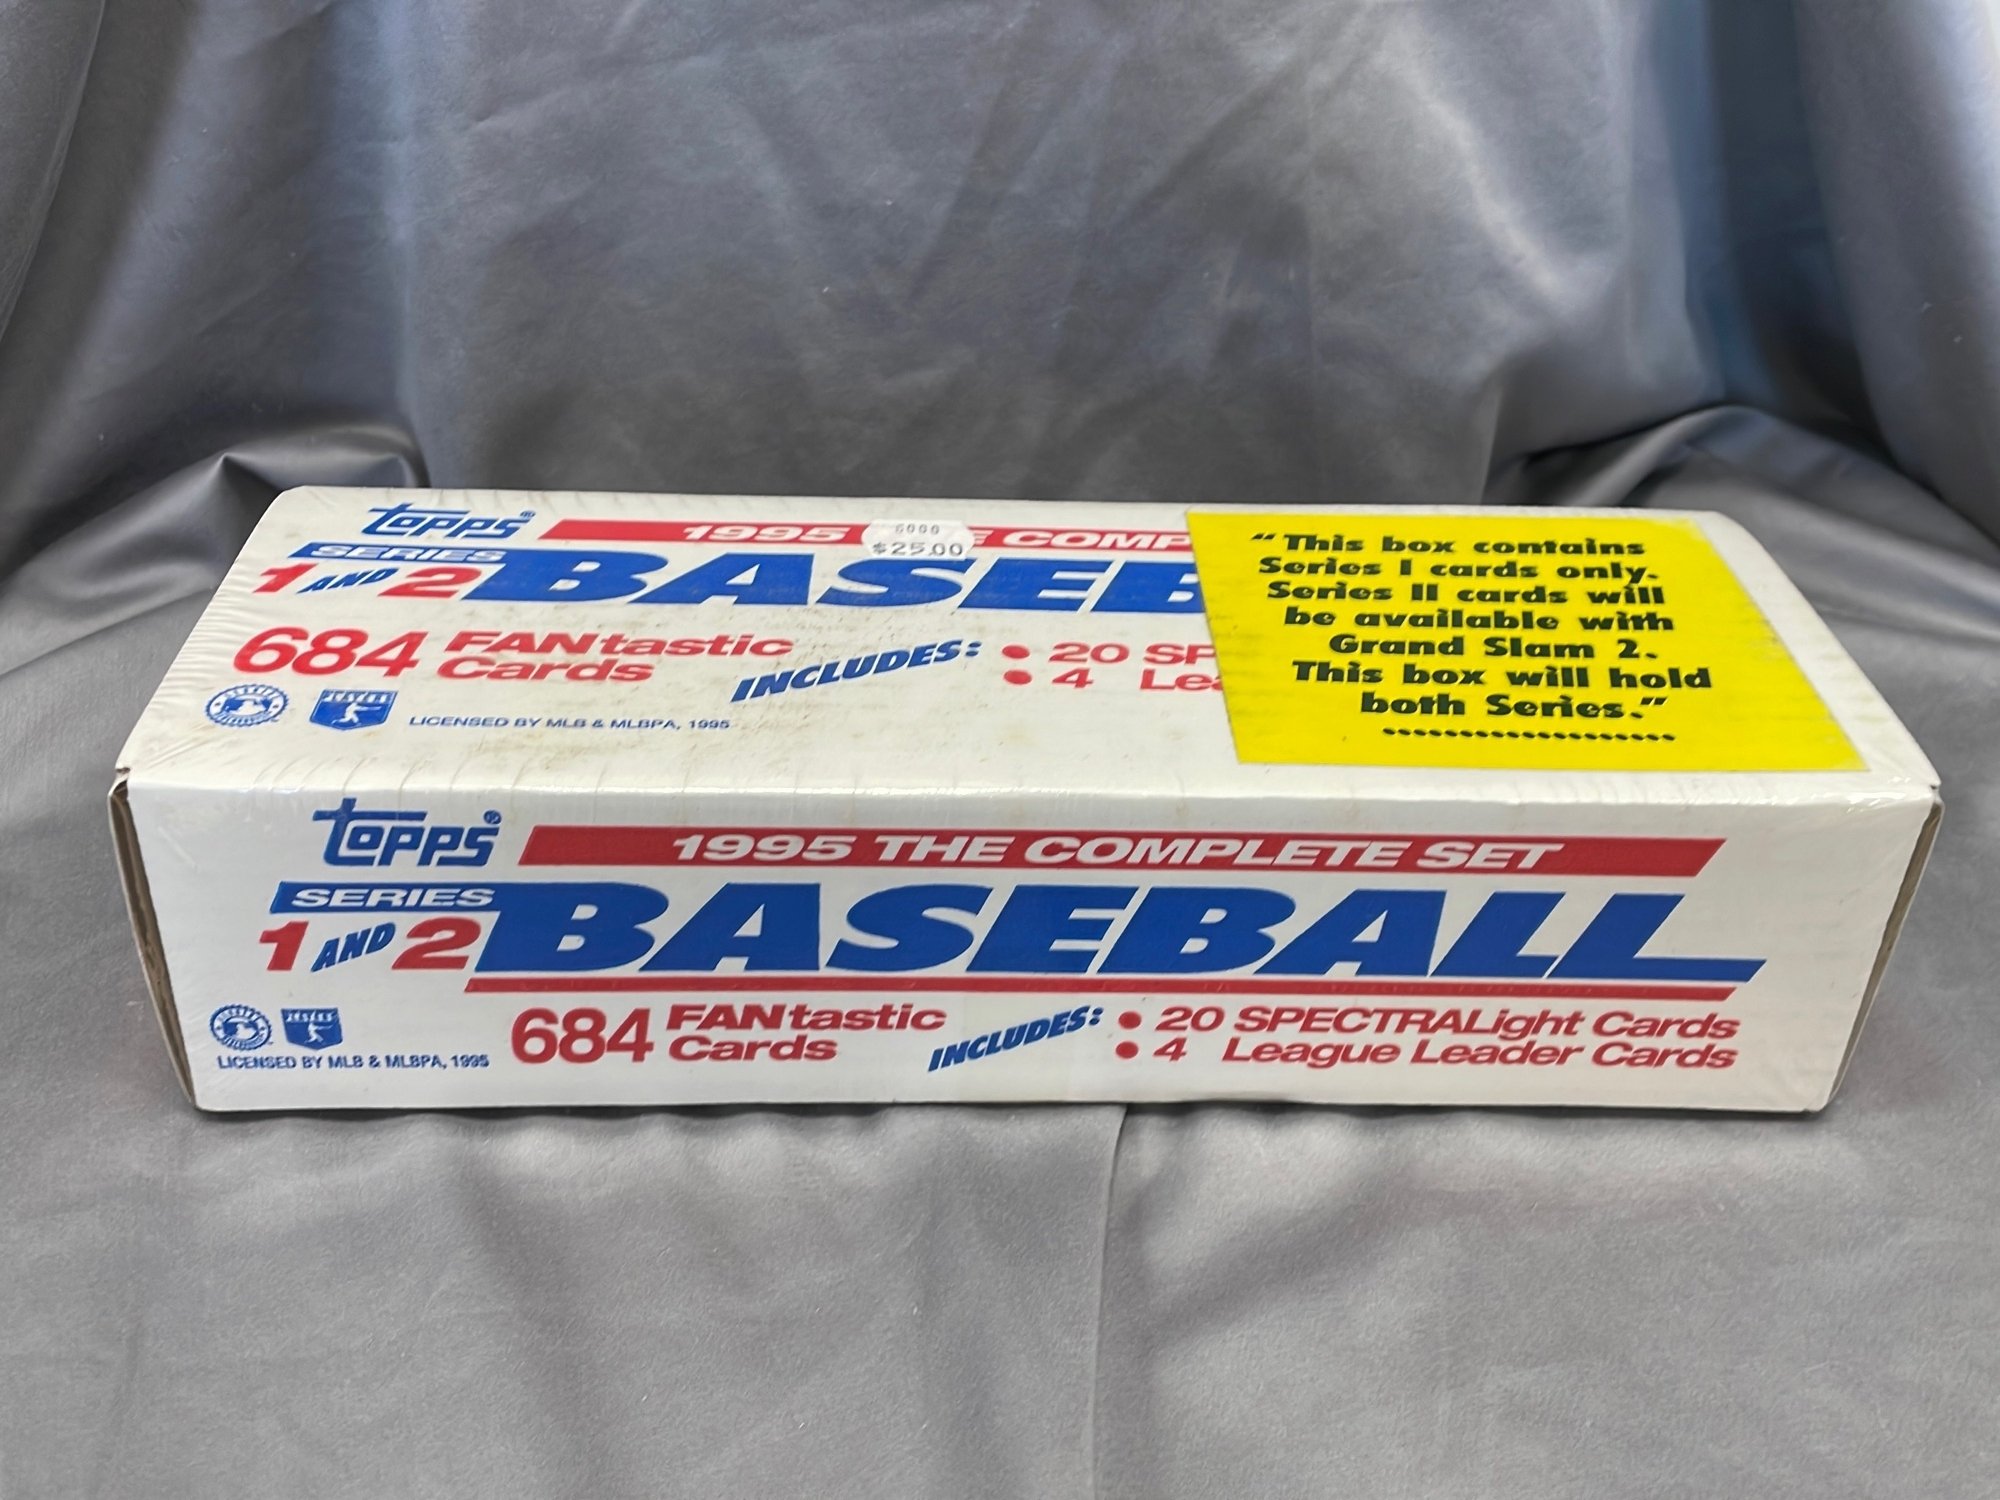 Topps®
1995 THE COMP
6000
$25.00
SERIES
1 AND 2 BASEB
684 FANtastic
Cards
INCLUDES:
• 20 SP
• 4 Lea
LICENSED BY MLB & MLBPA, 1995
"This box contains
Series I cards only.
Series II cards will
be available with
Grand Slam 2.
This box will hold
both Series."
Topps®
1995 THE COMPLETE SET
SERIES
1 AND 2 BASEBALL
684 FANtastic
Cards
INCLUDES:
• 20 SPECTRALight Cards
• 4 League Leader Cards
LICENSED BY MLB & MLBPA, 1995